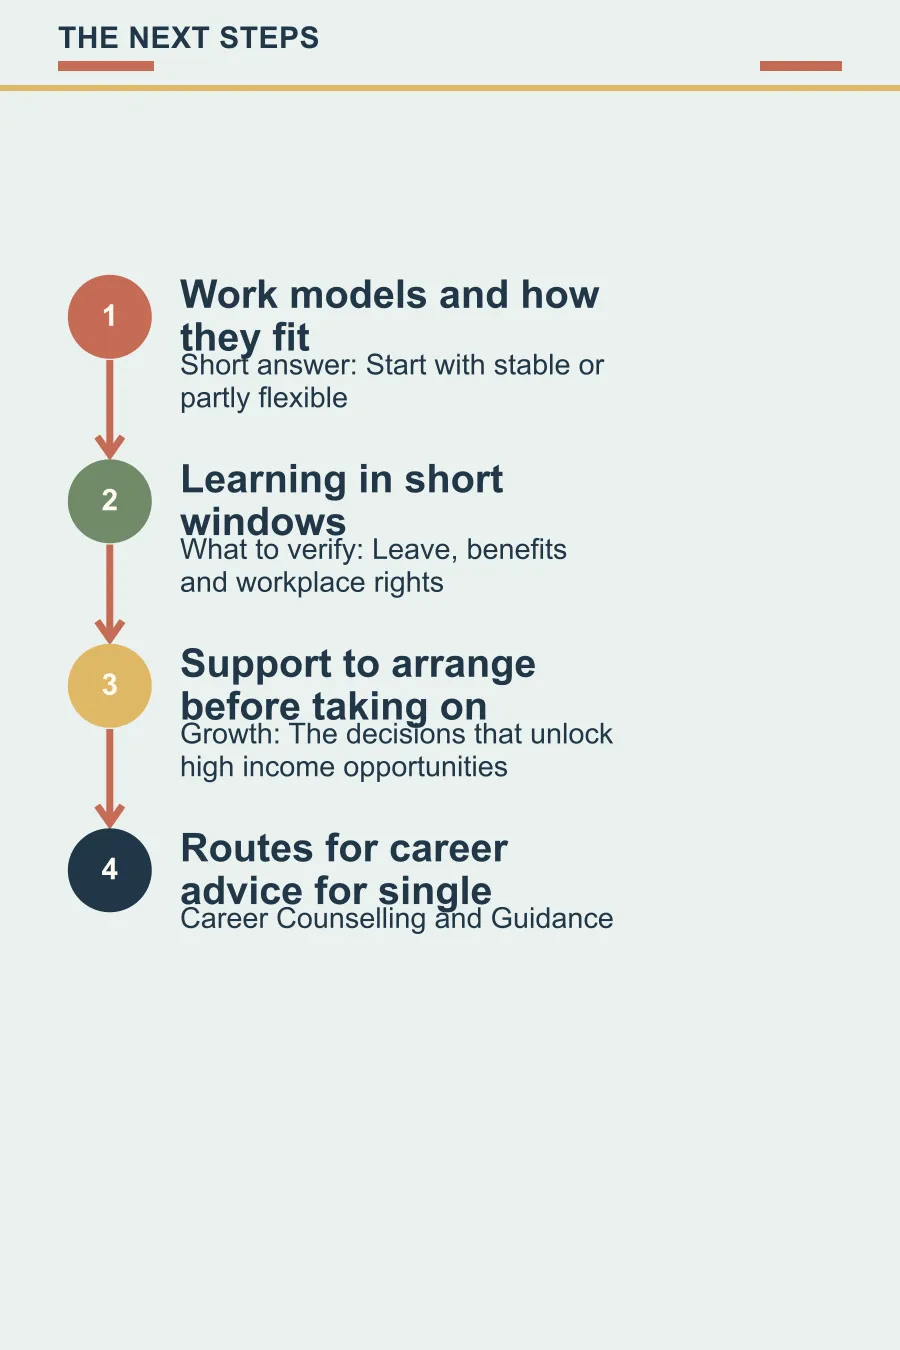 THE NEXT STEPS
1
Work models and how
they fit
Short answer: Start with stable or
partly flexible
2
Learning in short
windows
What to verify: Leave, benefits
and workplace rights
3
Support to arrange
before taking on
Growth: The decisions that unlock
high income opportunities
4
Routes for career
advice for single
Career Counselling and Guidance